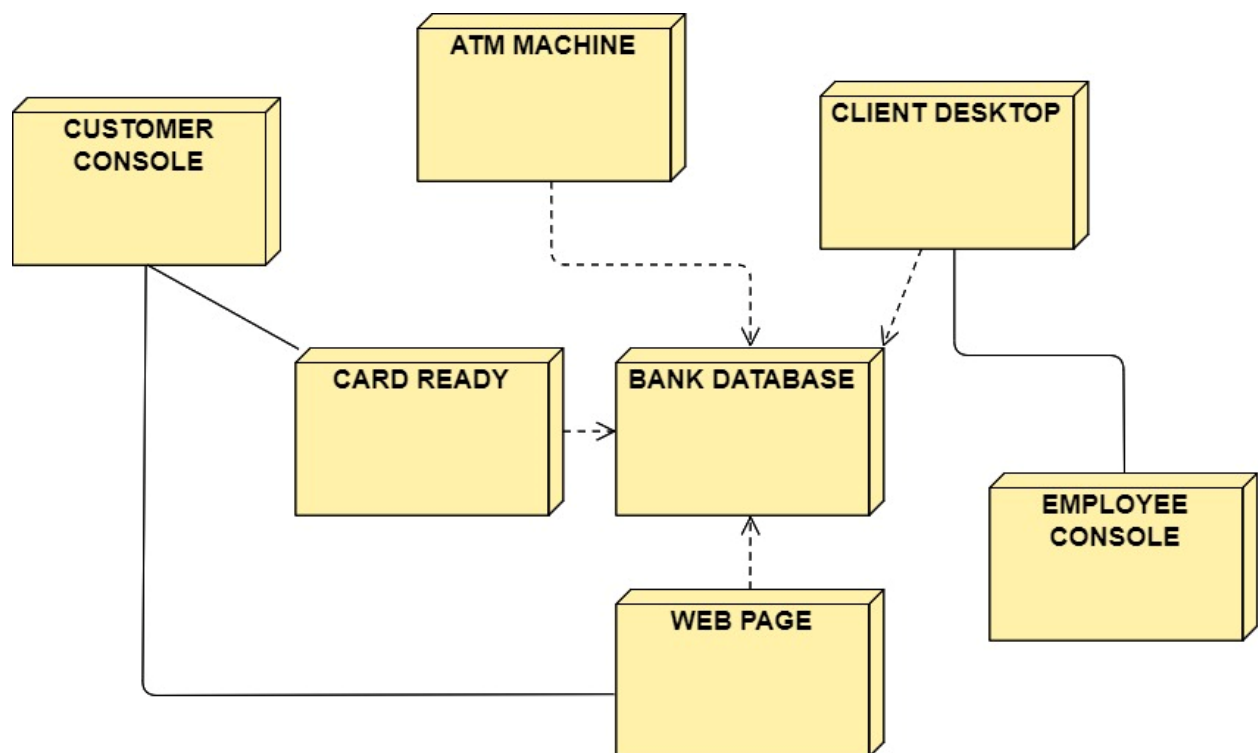 ATM MACHINE
CUSTOMER
CONSOLE
CLIENT DESKTOP
CARD READY
BANK DATABASE
EMPLOYEE
CONSOLE
WEB PAGE